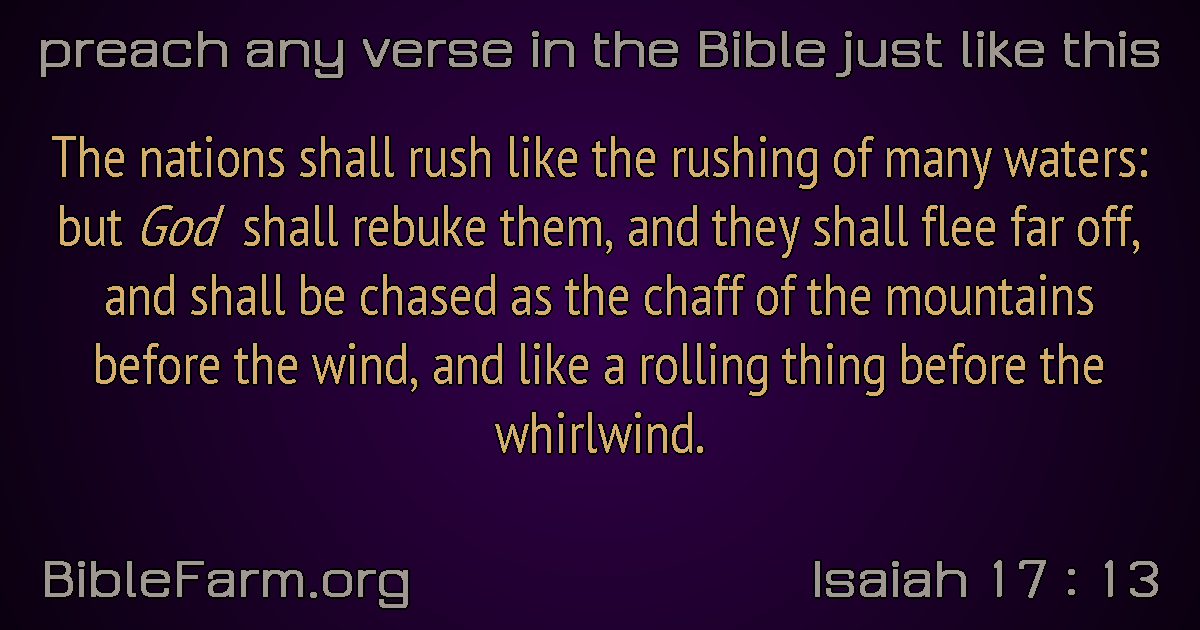 preach any verse in the Bible just like this
The nations shall rush like the rushing of many waters:
but God shall rebuke them, and they shall flee far off,
and shall be chased as the chaff of the mountains
before the wind, and like a rolling thing before the
whirlwind.
BibleFarm.org
Isaiah 17 : 13